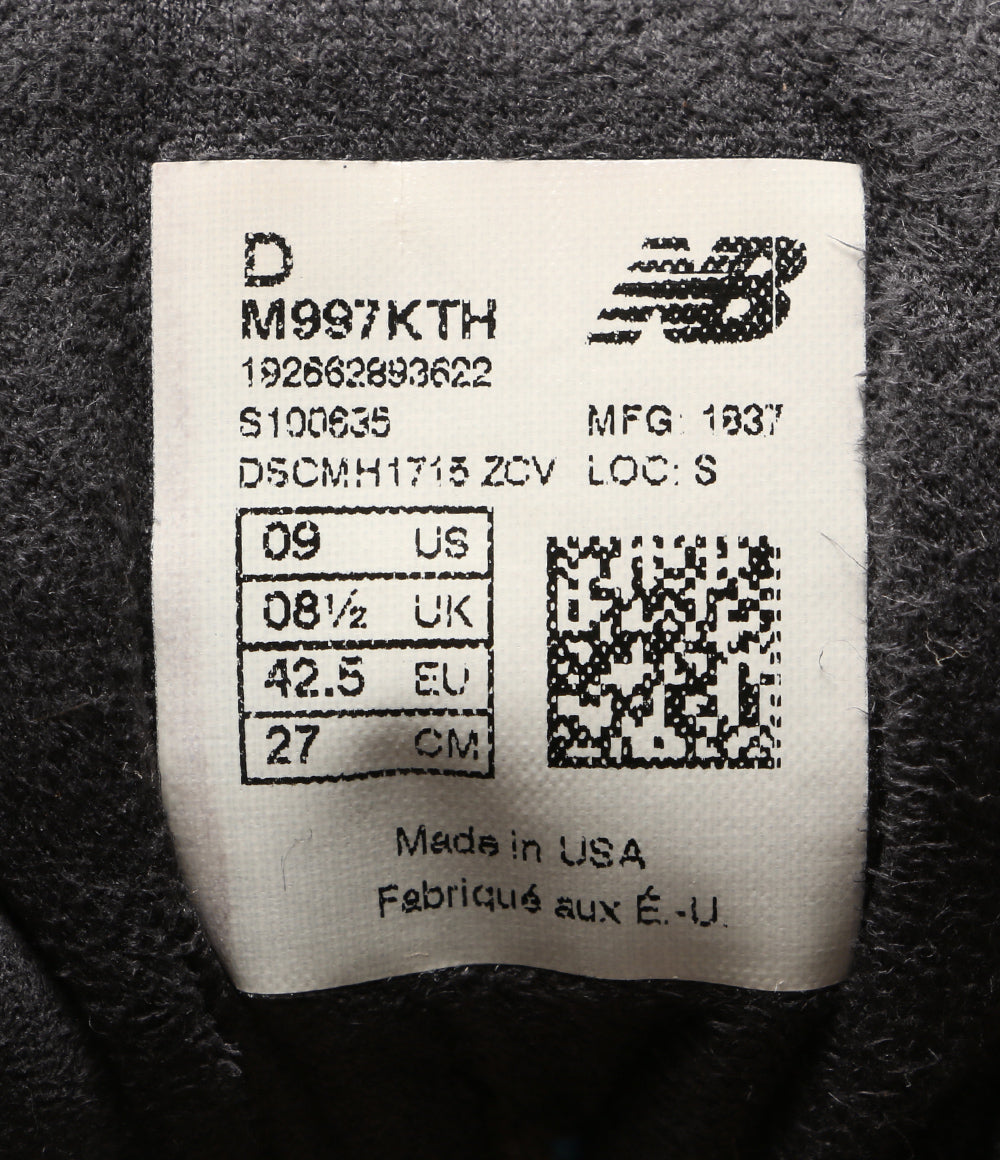 D
NB
M997KTH
192662893622
S100635 MFG: 1837
DSCMH1715 ZCV LOC: S
09 US
08½ UK
42.5 EU
27 CM
Made in USA
Fabriqué aux É.-U.